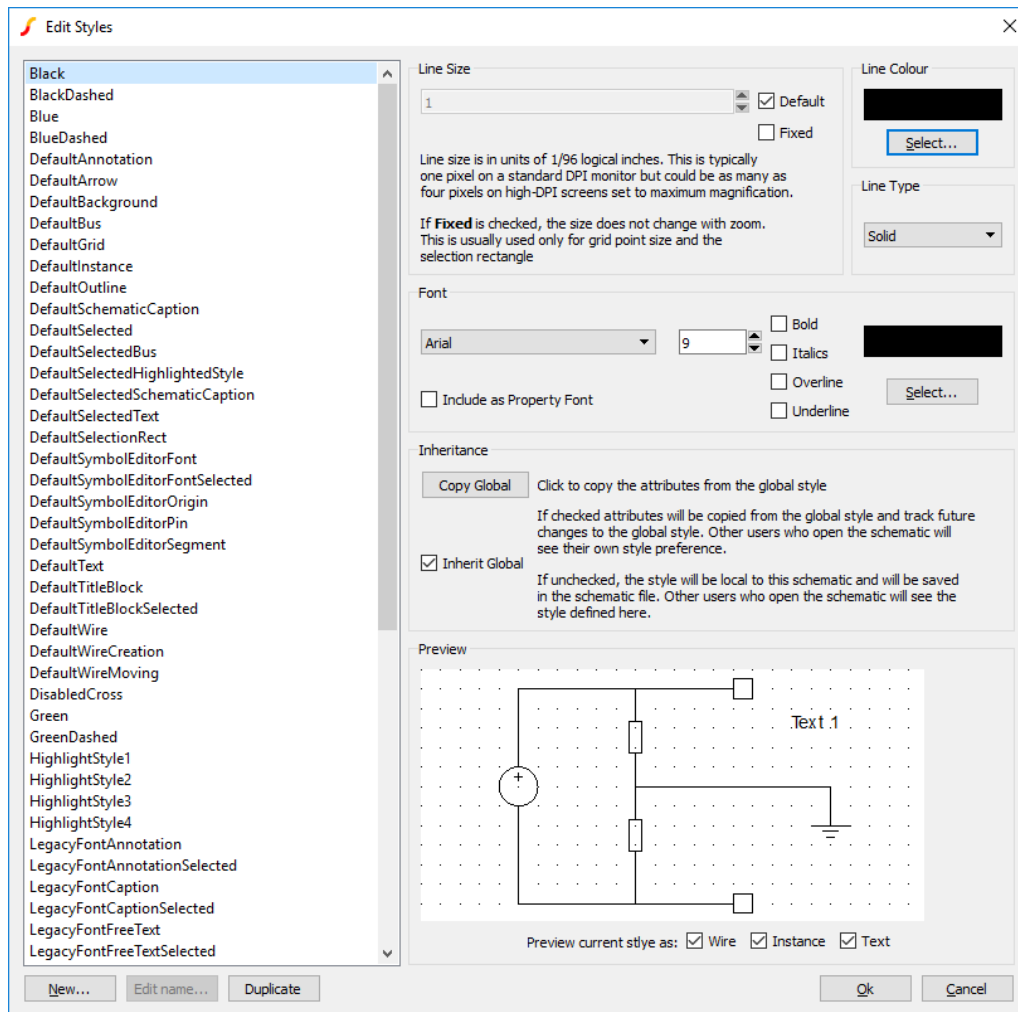 Edit Styles
Black
BlackDashed
Blue
BlueDashed
DefaultAnnotation
DefaultArrow
DefaultBackground
DefaultBus
DefaultGrid
DefaultInstance
DefaultOutline
DefaultSchematicCaption
DefaultSelected
DefaultSelectedBus
DefaultSelectedHighlightedStyle
DefaultSelectedSchematicCaption
DefaultSelectedText
DefaultSelectionRect
DefaultSymbolEditorFont
DefaultSymbolEditorFontSelected
DefaultSymbolEditorOrigin
DefaultSymbolEditorPin
DefaultSymbolEditorSegment
DefaultText
DefaultTitleBlock
DefaultTitleBlockSelected
DefaultWire
DefaultWireCreation
DefaultWireMoving
DisabledCross
Green
GreenDashed
HighlightStyle1
HighlightStyle2
HighlightStyle3
HighlightStyle4
LegacyFontAnnotation
LegacyFontAnnotationSelected
LegacyFontCaption
LegacyFontCaptionSelected
LegacyFontFreeText
LegacyFontFreeTextSelected
New...
Edit name...
Duplicate
Line Size
1
Default
Fixed
Line size is in units of 1/96 logical inches. This is typically
one pixel on a standard DPI monitor but could be as many as
four pixels on high-DPI screens set to maximum magnification.
If Fixed is checked, the size does not change with zoom.
This is usually used only for grid point size and the
selection rectangle
Line Colour
Select...
Line Type
Solid
Font
Arial
9
Bold
Italics
Overline
Underline
Select...
Include as Property Font
Inheritance
Copy Global
Click to copy the attributes from the global style
If checked attributes will be copied from the global style and track future
changes to the global style. Other users who open the schematic will
see their own style preference.
Inherit Global
If unchecked, the style will be local to this schematic and will be saved
in the schematic file. Other users who open the schematic will see the
style defined here.
Preview
Text 1
+
Preview current stlye as:
Wire
Instance
Text
Ok
Cancel